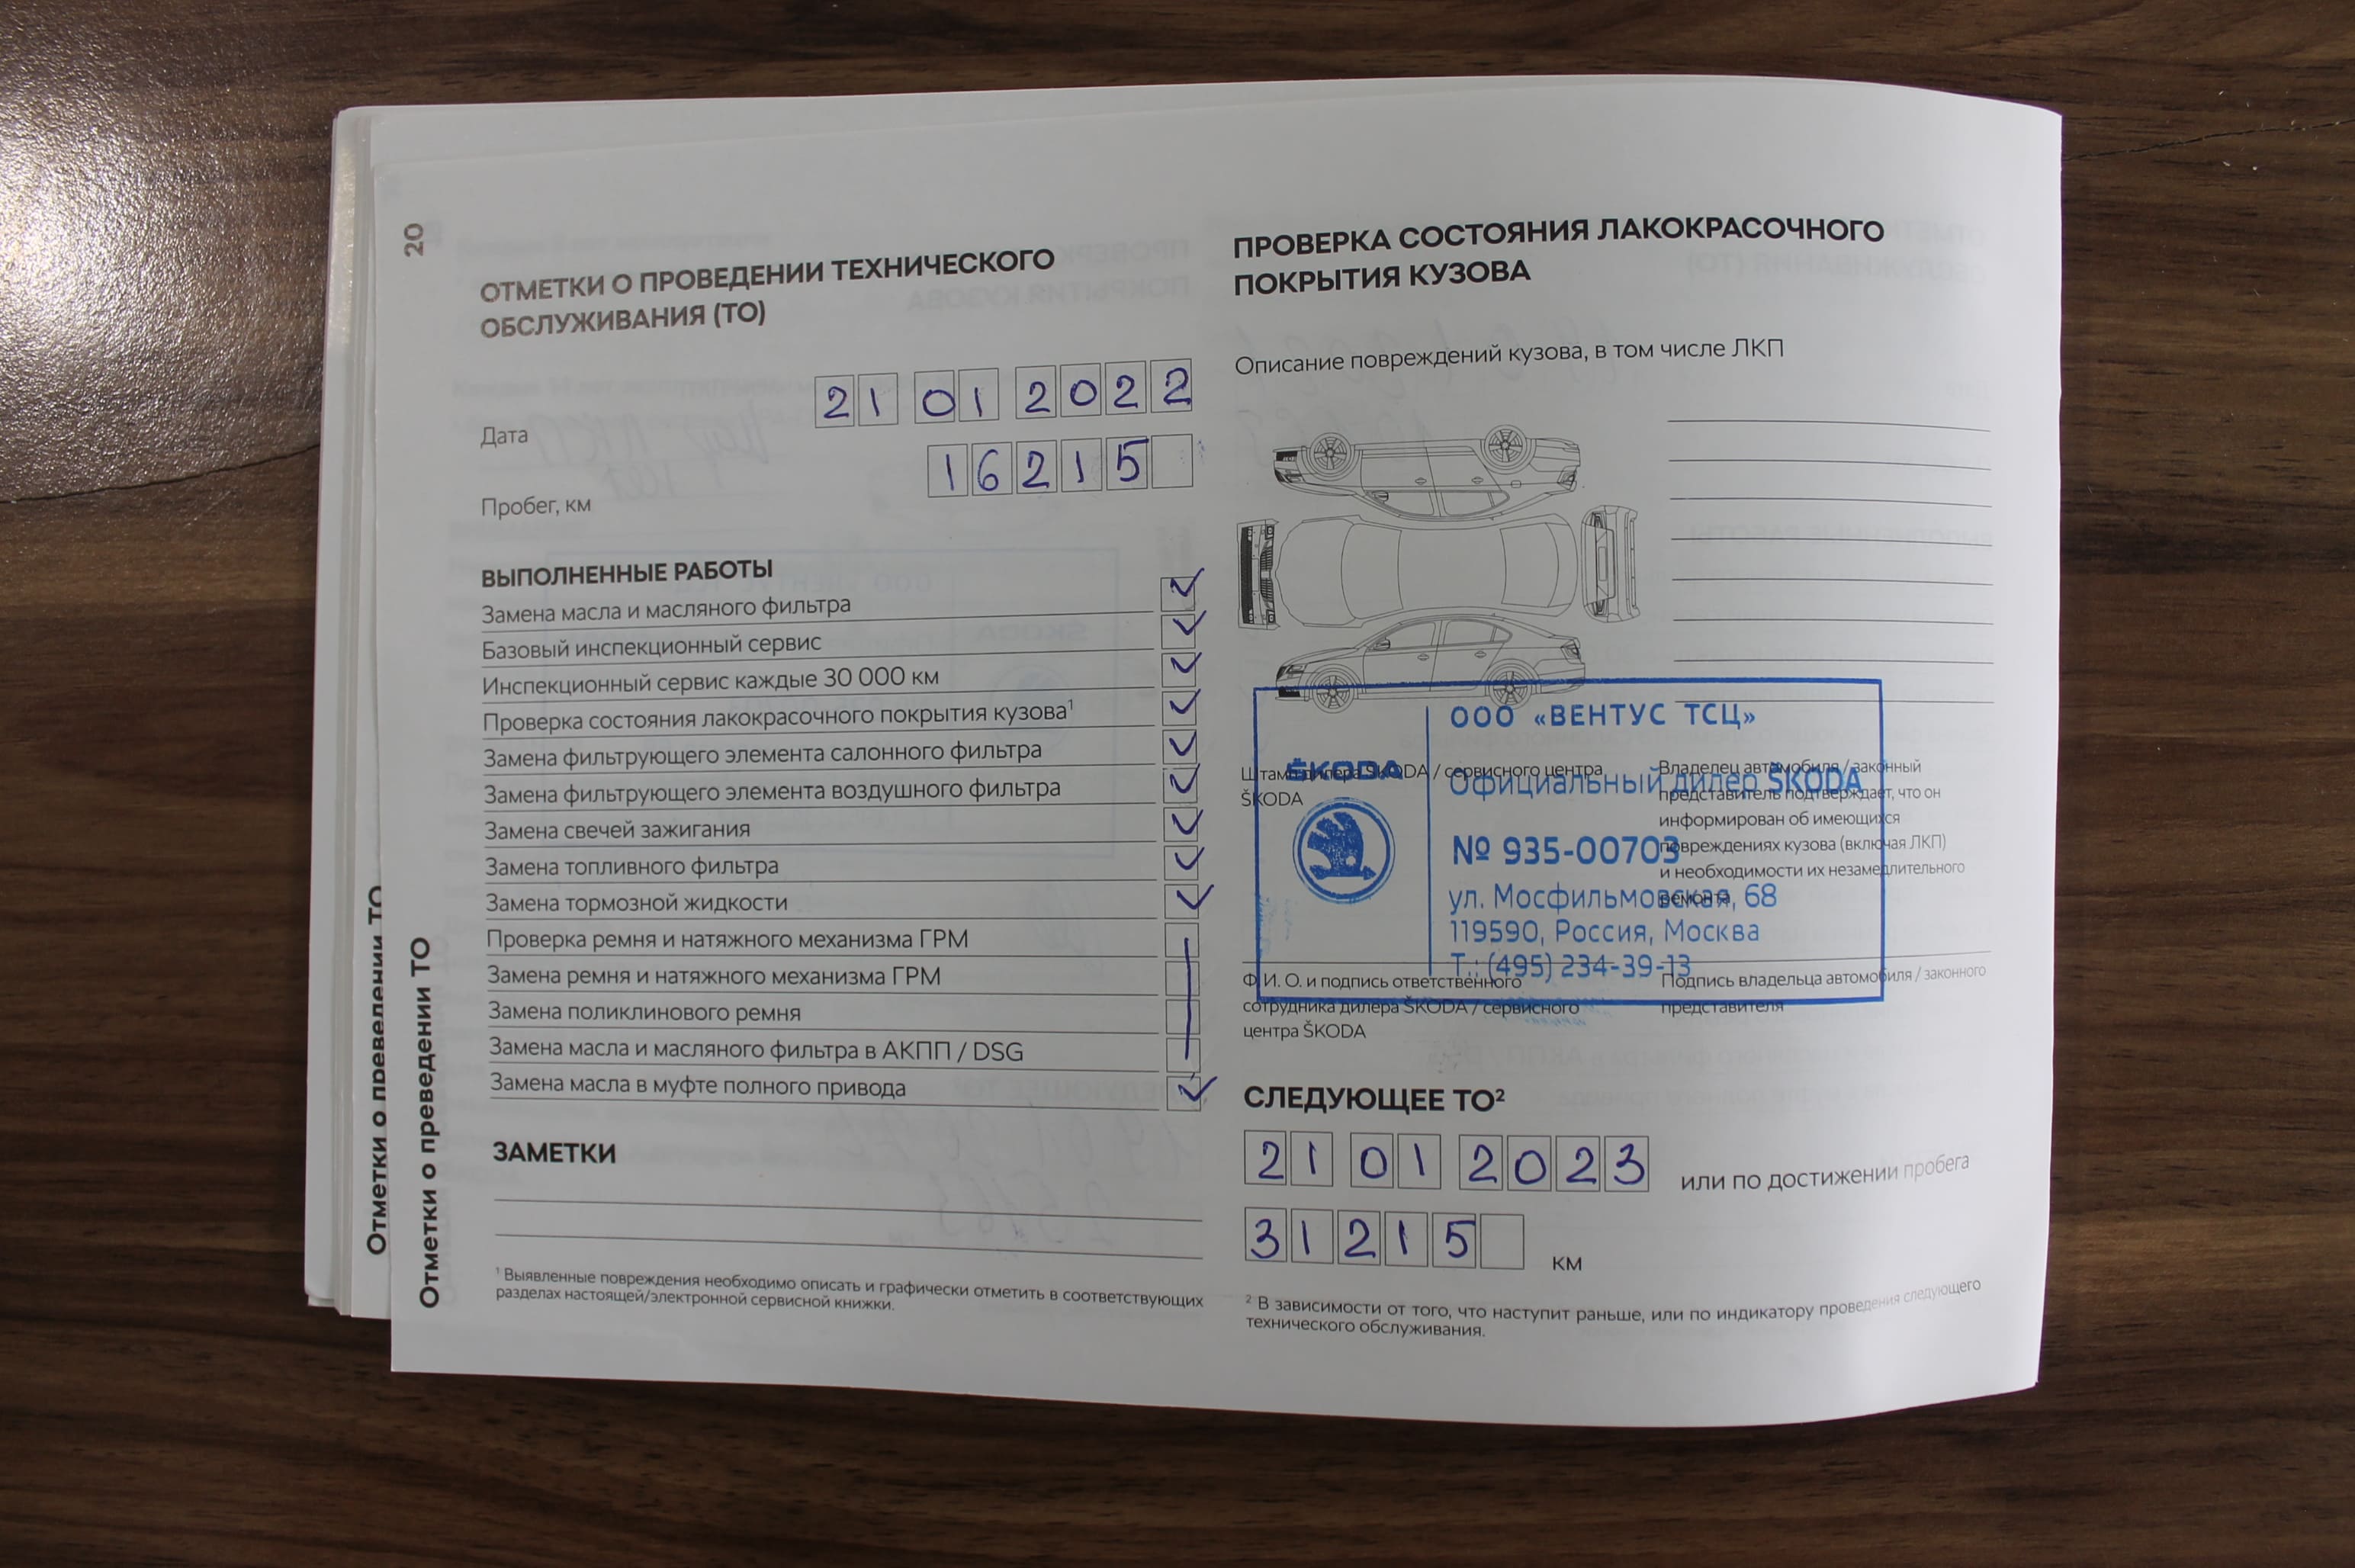 20
ОТМЕТКИ О ПРОВЕДЕНИИ ТЕХНИЧЕСКОГО
ОБСЛУЖИВАНИЯ (ТО)
Дата
21 01 2022
Пробег, км
16215
ВЫПОЛНЕННЫЕ РАБОТЫ
Замена масла и масляного фильтра
Базовый инспекционный сервис
Инспекционный сервис каждые 30 000 км
Проверка состояния лакокрасочного покрытия кузова¹
Замена фильтрующего элемента салонного фильтра
Замена фильтрующего элемента воздушного фильтра
Замена свечей зажигания
Замена топливного фильтра
Замена тормозной жидкости
Проверка ремня и натяжного механизма ГРМ
Замена ремня и натяжного механизма ГРМ
Замена поликлинового ремня
Замена масла и масляного фильтра в АКПП / DSG
Замена масла в муфте полного привода
ЗАМЕТКИ
¹ Выявленные повреждения необходимо описать и графически отметить в соответствующих
разделах настоящей/электронной сервисной книжки.
Отметки о преведении ТО
Отметки о преведении ТО
ПРОВЕРКА СОСТОЯНИЯ ЛАКОКРАСОЧНОГО
ПОКРЫТИЯ КУЗОВА
Описание повреждений кузова, в том числе ЛКП
Штамп дилера ŠKODA / сервисного центра
ŠKODA
Владелец автомобиля / законный
представитель подтверждает, что он
информирован об имеющихся
повреждениях кузова (включая ЛКП)
и необходимости их незамедлительного
ремонта
ŠKODA
ООО «ВЕНТУС ТСЦ»
Официальный дилер ŠKODA
№ 935-00703
ул. Мосфильмовская, 68
119590, Россия, Москва
Т.: (495) 234-39-13
Ф. И. О. и подпись ответственного
сотрудника дилера ŠKODA / сервисного
центра ŠKODA
Подпись владельца автомобиля / законного
представителя
СЛЕДУЮЩЕЕ ТО²
21 01 2023 или по достижении пробега
31215 км
² В зависимости от того, что наступит раньше, или по индикатору проведения следующего
технического обслуживания.